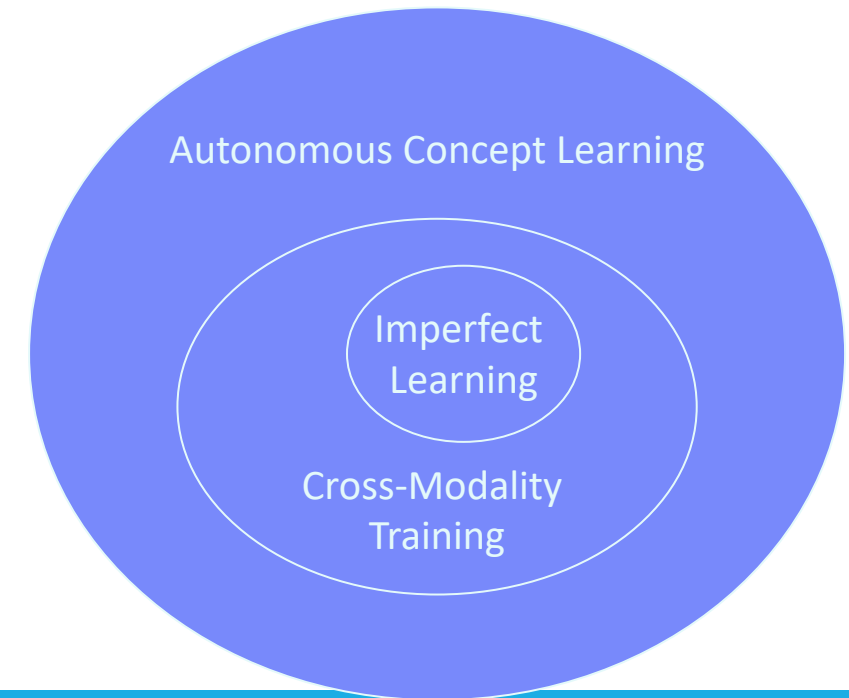 Autonomous Concept Learning
Imperfect
Learning
Cross-Modality
Training